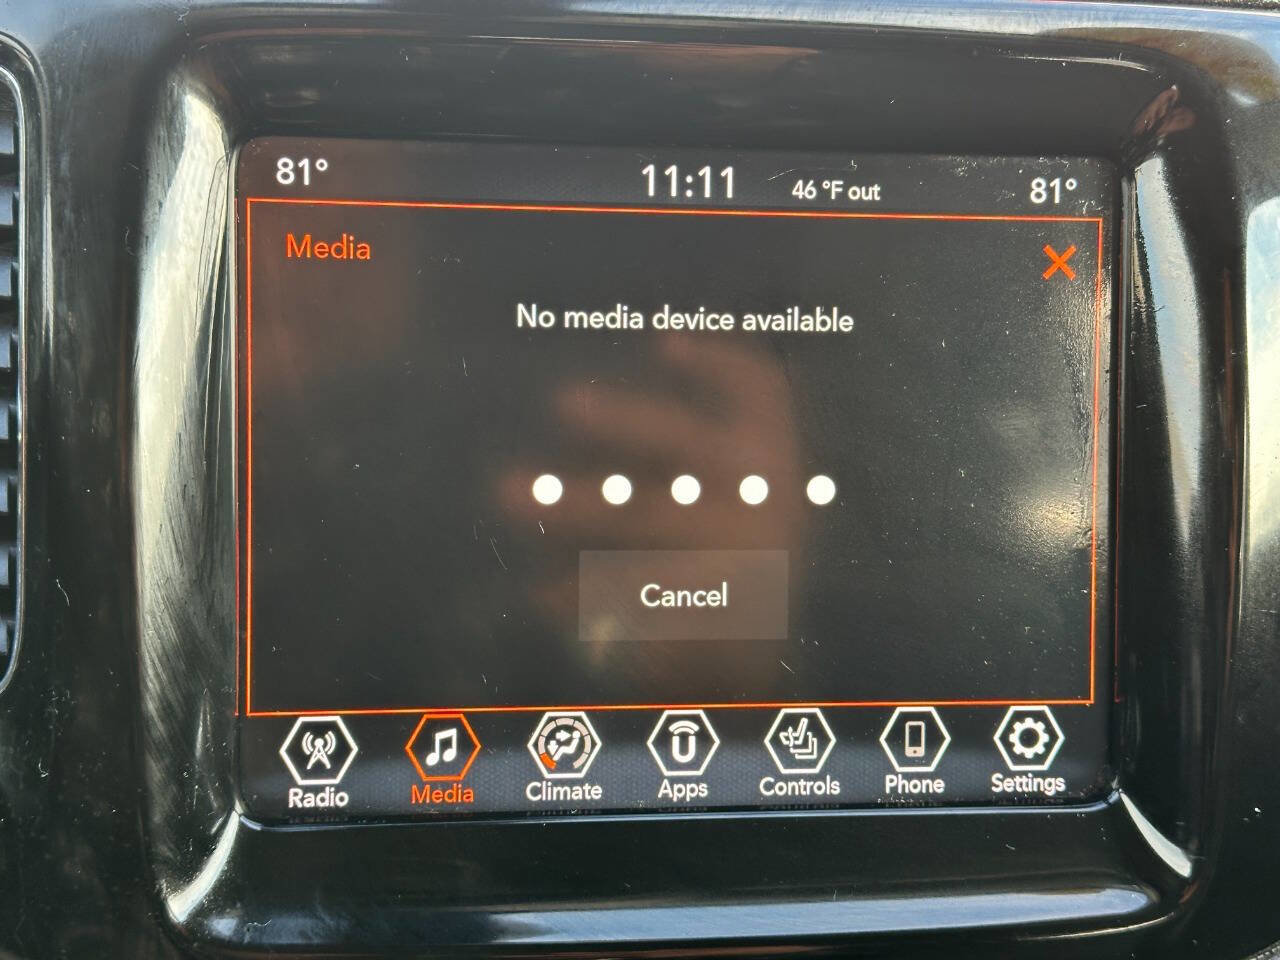 81° 11:11 46 °F out 81°
Media
No media device available
Cancel
Radio Media Climate Apps Controls Phone Settings